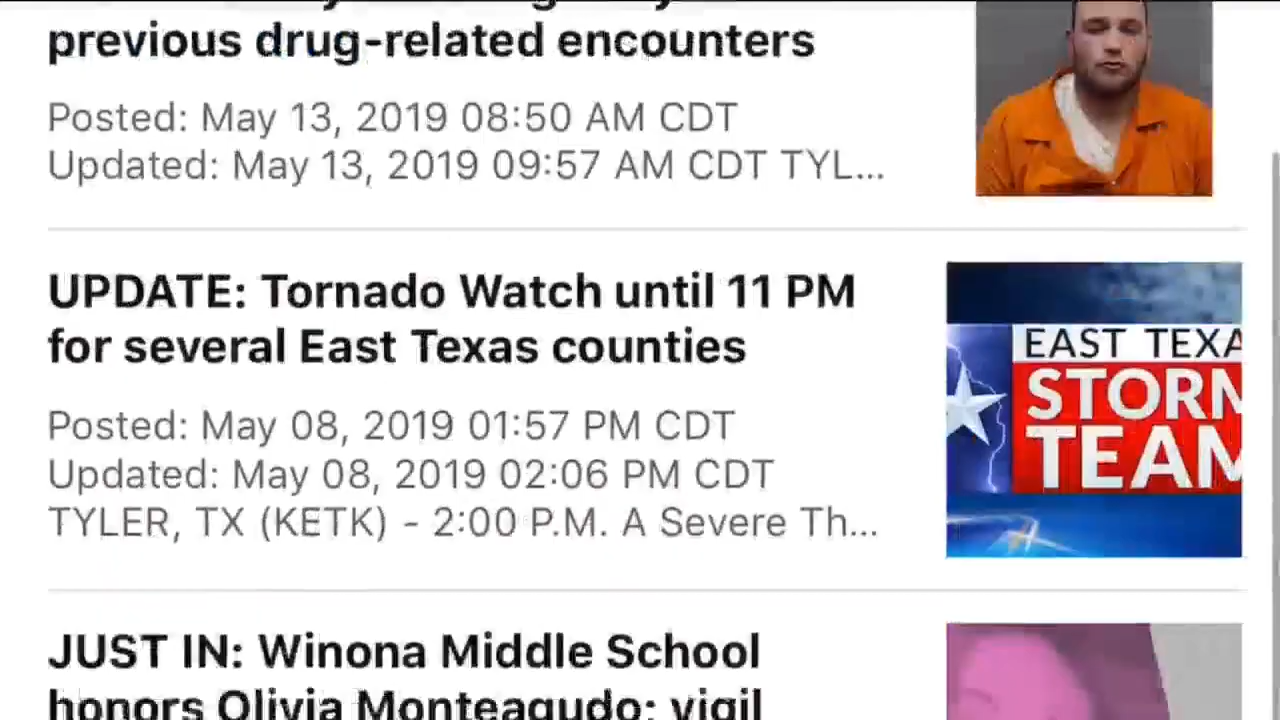 previous drug-related encounters
Posted: May 13, 2019 08:50 AM CDT
Updated: May 13, 2019 09:57 AM CDT TYL...
UPDATE: Tornado Watch until 11 PM
for several East Texas counties
Posted: May 08, 2019 01:57 PM CDT
Updated: May 08, 2019 02:06 PM CDT
TYLER, TX (KETK) - 2:00 P.M. A Severe Th...
EAST TEXA
STORM
TEAM
JUST IN: Winona Middle School
honors Olivia Monteagudo; vigil